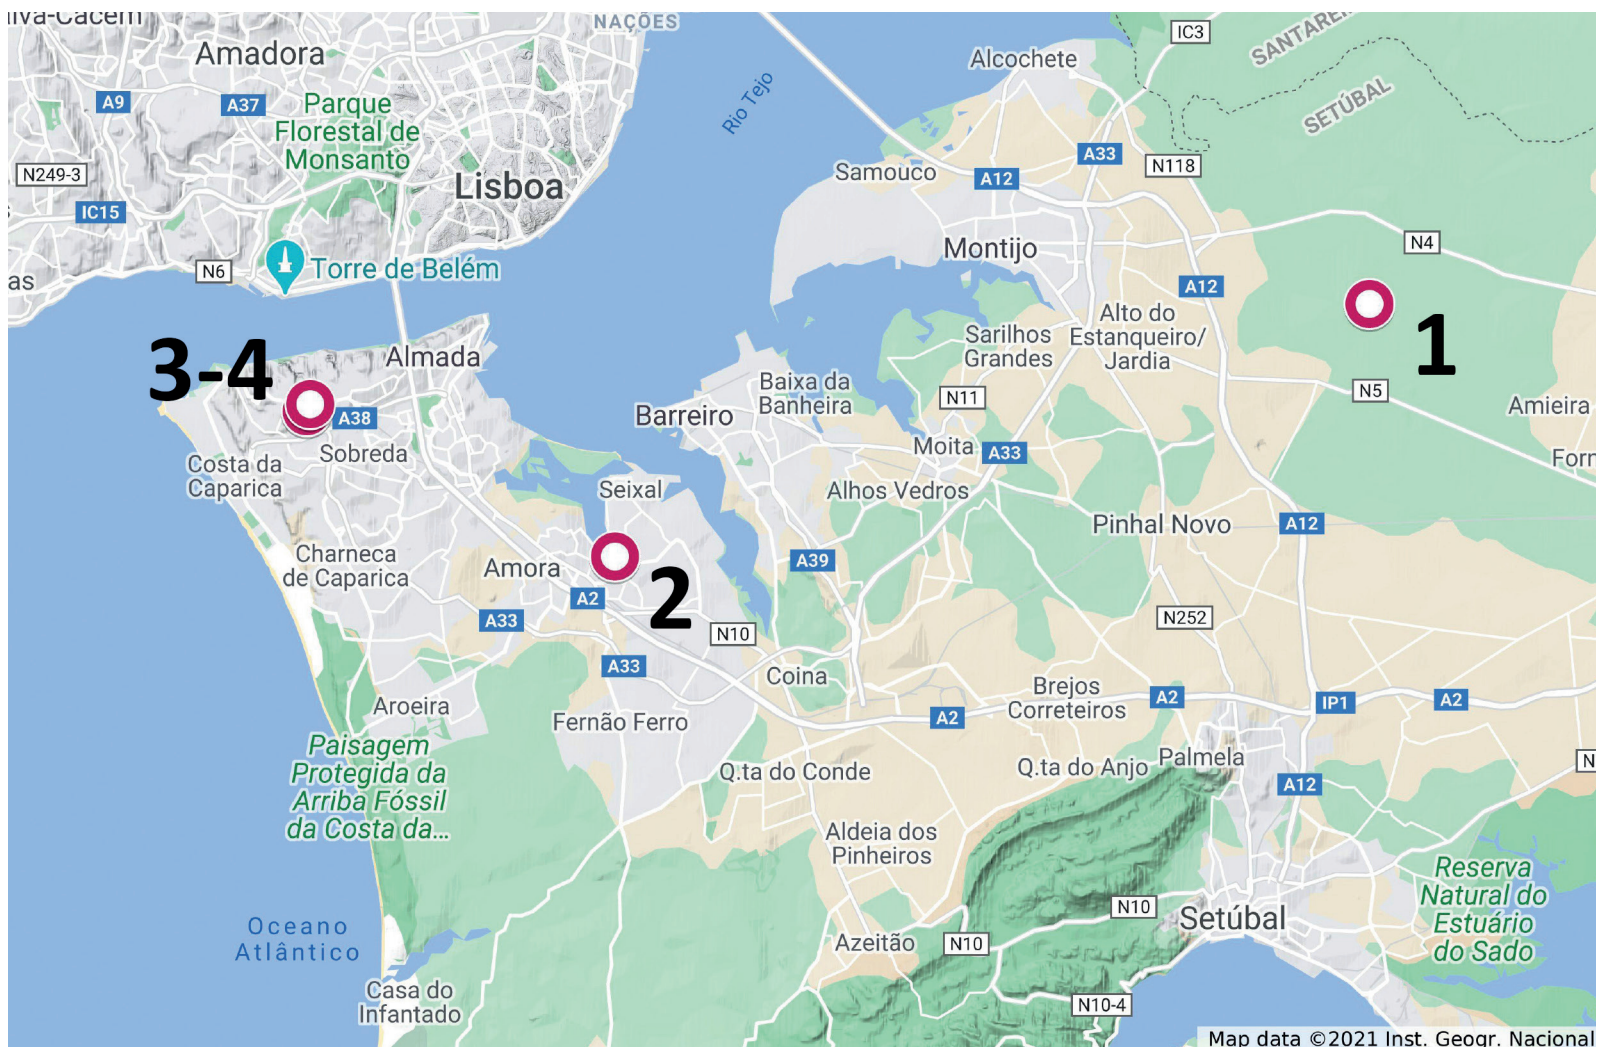 NAÇÕES
Amadora
Alcochete
IC3
SETÚBAL
A9
A37
Parque
Florestal de
Monsanto
Rio Tejo
N249-3
Lisboa
Samouco
A12
A33
N118
IC15
Montijo
N4
N6
Torre de Belém
A12
as
1
3-4
Almada
Sarilhos
Grandes
Alto do
Estanqueiro/
Jardia
Baixa da
Banheira
N11
N5
Amieira
A38
Barreiro
Sobreda
Moita
A33
Costa da
Caparica
Seixal
Alhos Vedros
Pinhal Novo
A12
Charneca
de Caparica
Amora
2
A39
A2
A33
N10
N252
A33
Coina
Brejos
Correteiros
A2
IP1
A2
Aroeira
Fernão Ferro
A2
Paisagem
Protegida da
Arriba Fóssil
da Costa da...
Q.ta do Conde
Q.ta do Anjo
Palmela
N
A12
Aldeia dos
Pinheiros
Reserva
Natural do
Estuário
do Sado
N10
Setúbal
Oceano
Atlântico
Azeitão
N10
Casa do
Infantado
N10-4
Map data ©2021 Inst. Geogr. Nacional